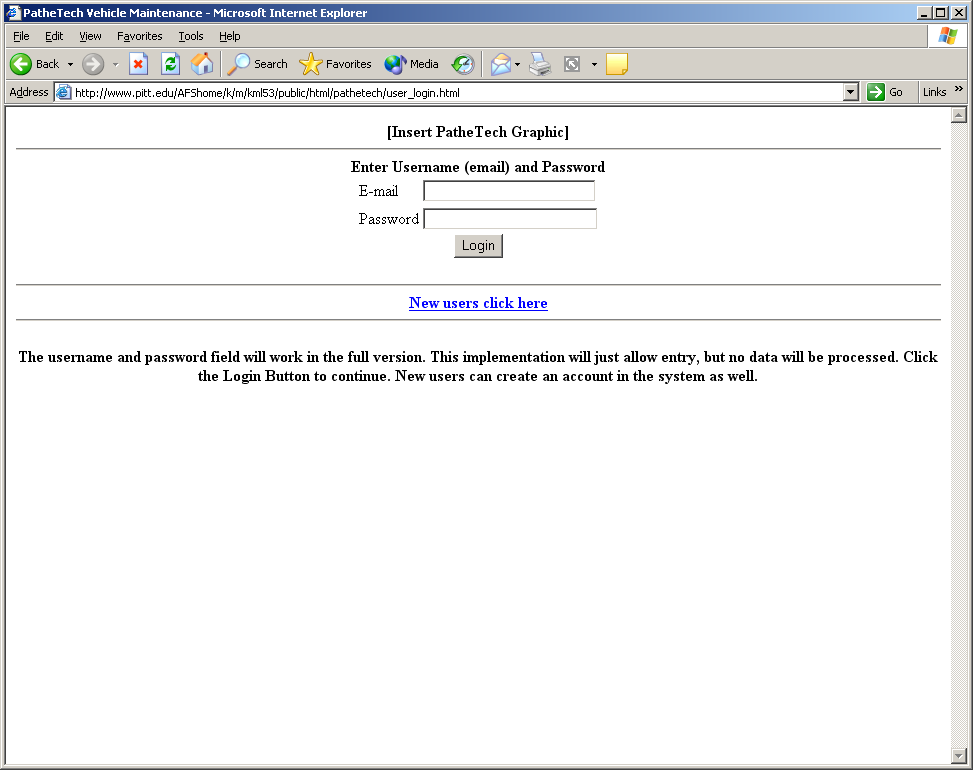 PatheTech Vehicle Maintenance - Microsoft Internet Explorer
File Edit View Favorites Tools Help
Back Search Favorites Media
Address http://www.pitt.edu/AFShome/k/m/kml53/public/html/pathetech/user_login.html Go Links »
[Insert PatheTech Graphic]
Enter Username (email) and Password
E-mail
Password
Login
New users click here
The username and password field will work in the full version. This implementation will just allow entry, but no data will be processed. Click
the Login Button to continue. New users can create an account in the system as well.